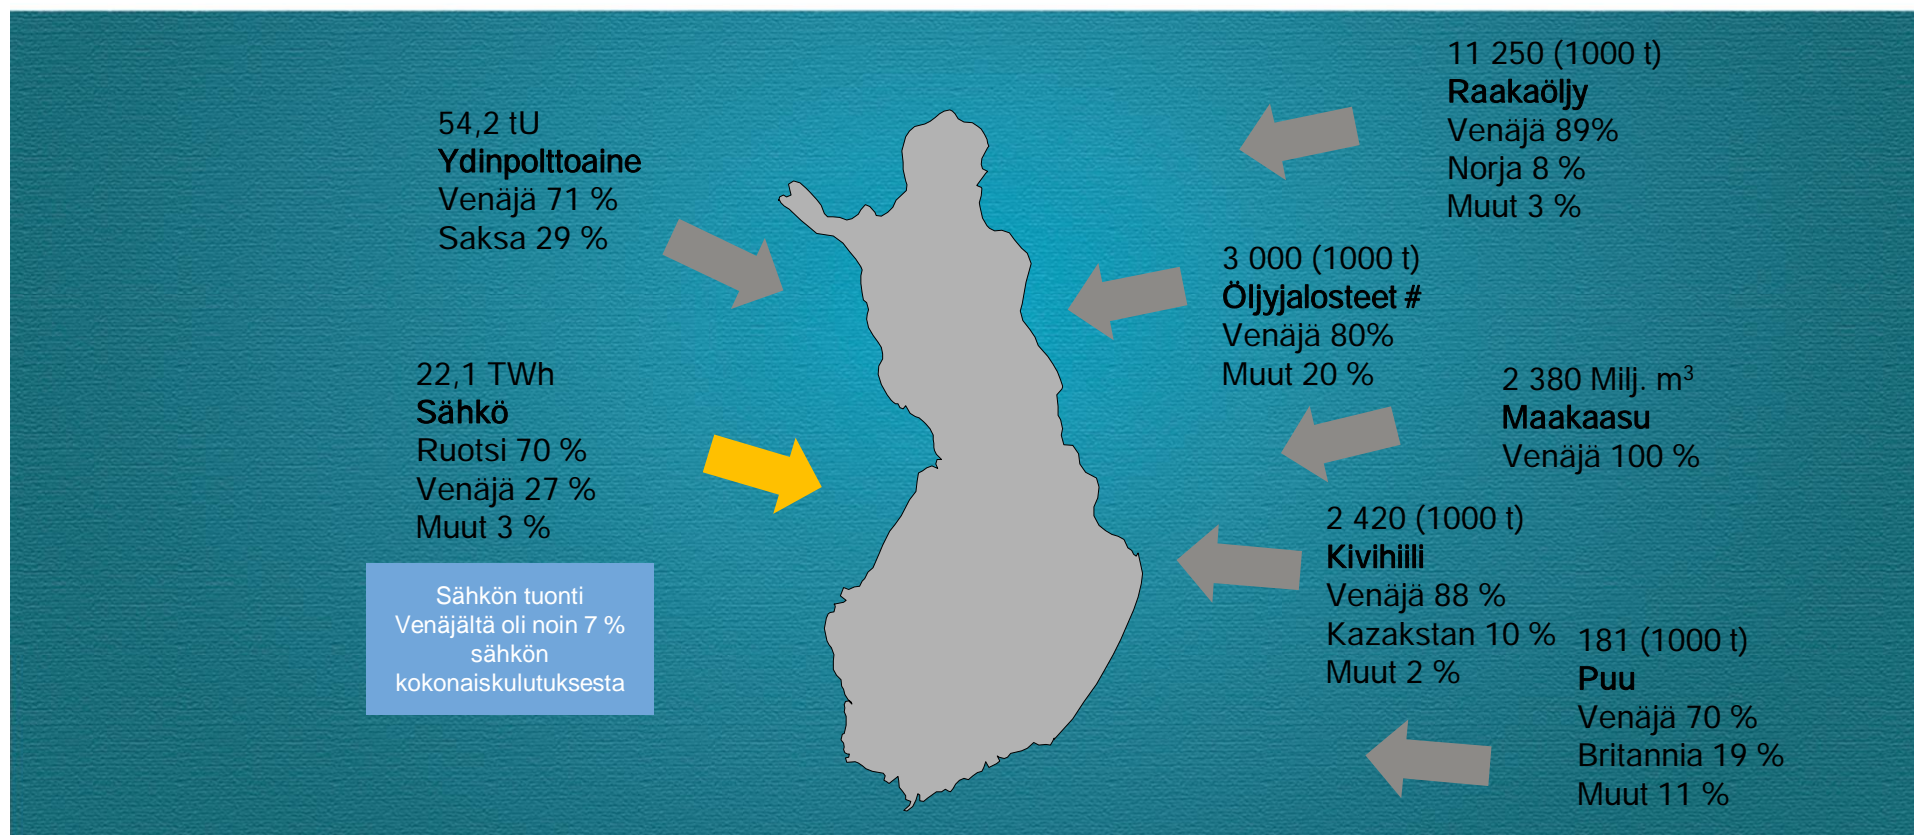 54,2 tU
Ydinpolttoaine
Venäjä 71 %
Saksa 29 %
22,1 TWh
Sähkö
Ruotsi 70 %
Venäjä 27 %
Muut 3 %
Sähkön tuonti
Venäjältä oli noin 7 %
sähkön
kokonaiskulutuksesta
11 250 (1000 t)
Raakaöljy
Venäjä 89%
Norja 8 %
Muut 3 %
3 000 (1000 t)
Öljyjalosteet #
Venäjä 80%
Muut 20 %
2 380 Milj. m³
Maakaasu
Venäjä 100 %
2 420 (1000 t)
Kivihiili
Venäjä 88 %
Kazakstan 10 %
Muut 2 %
181 (1000 t)
Puu
Venäjä 70 %
Britannia 19 %
Muut 11 %